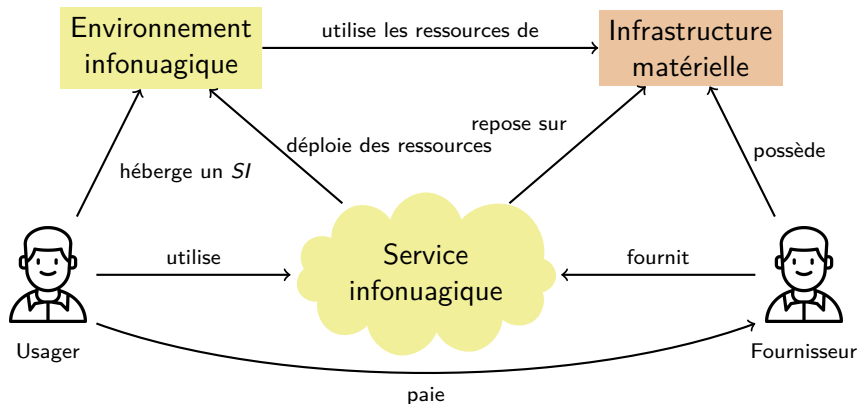 Environnement
infonuagique
utilise les ressources de
Infrastructure
matérielle
repose sur
déploie des ressources
possède
héberge un SI
utilise
Service
infonuagique
fournit
Usager
Fournisseur
paie